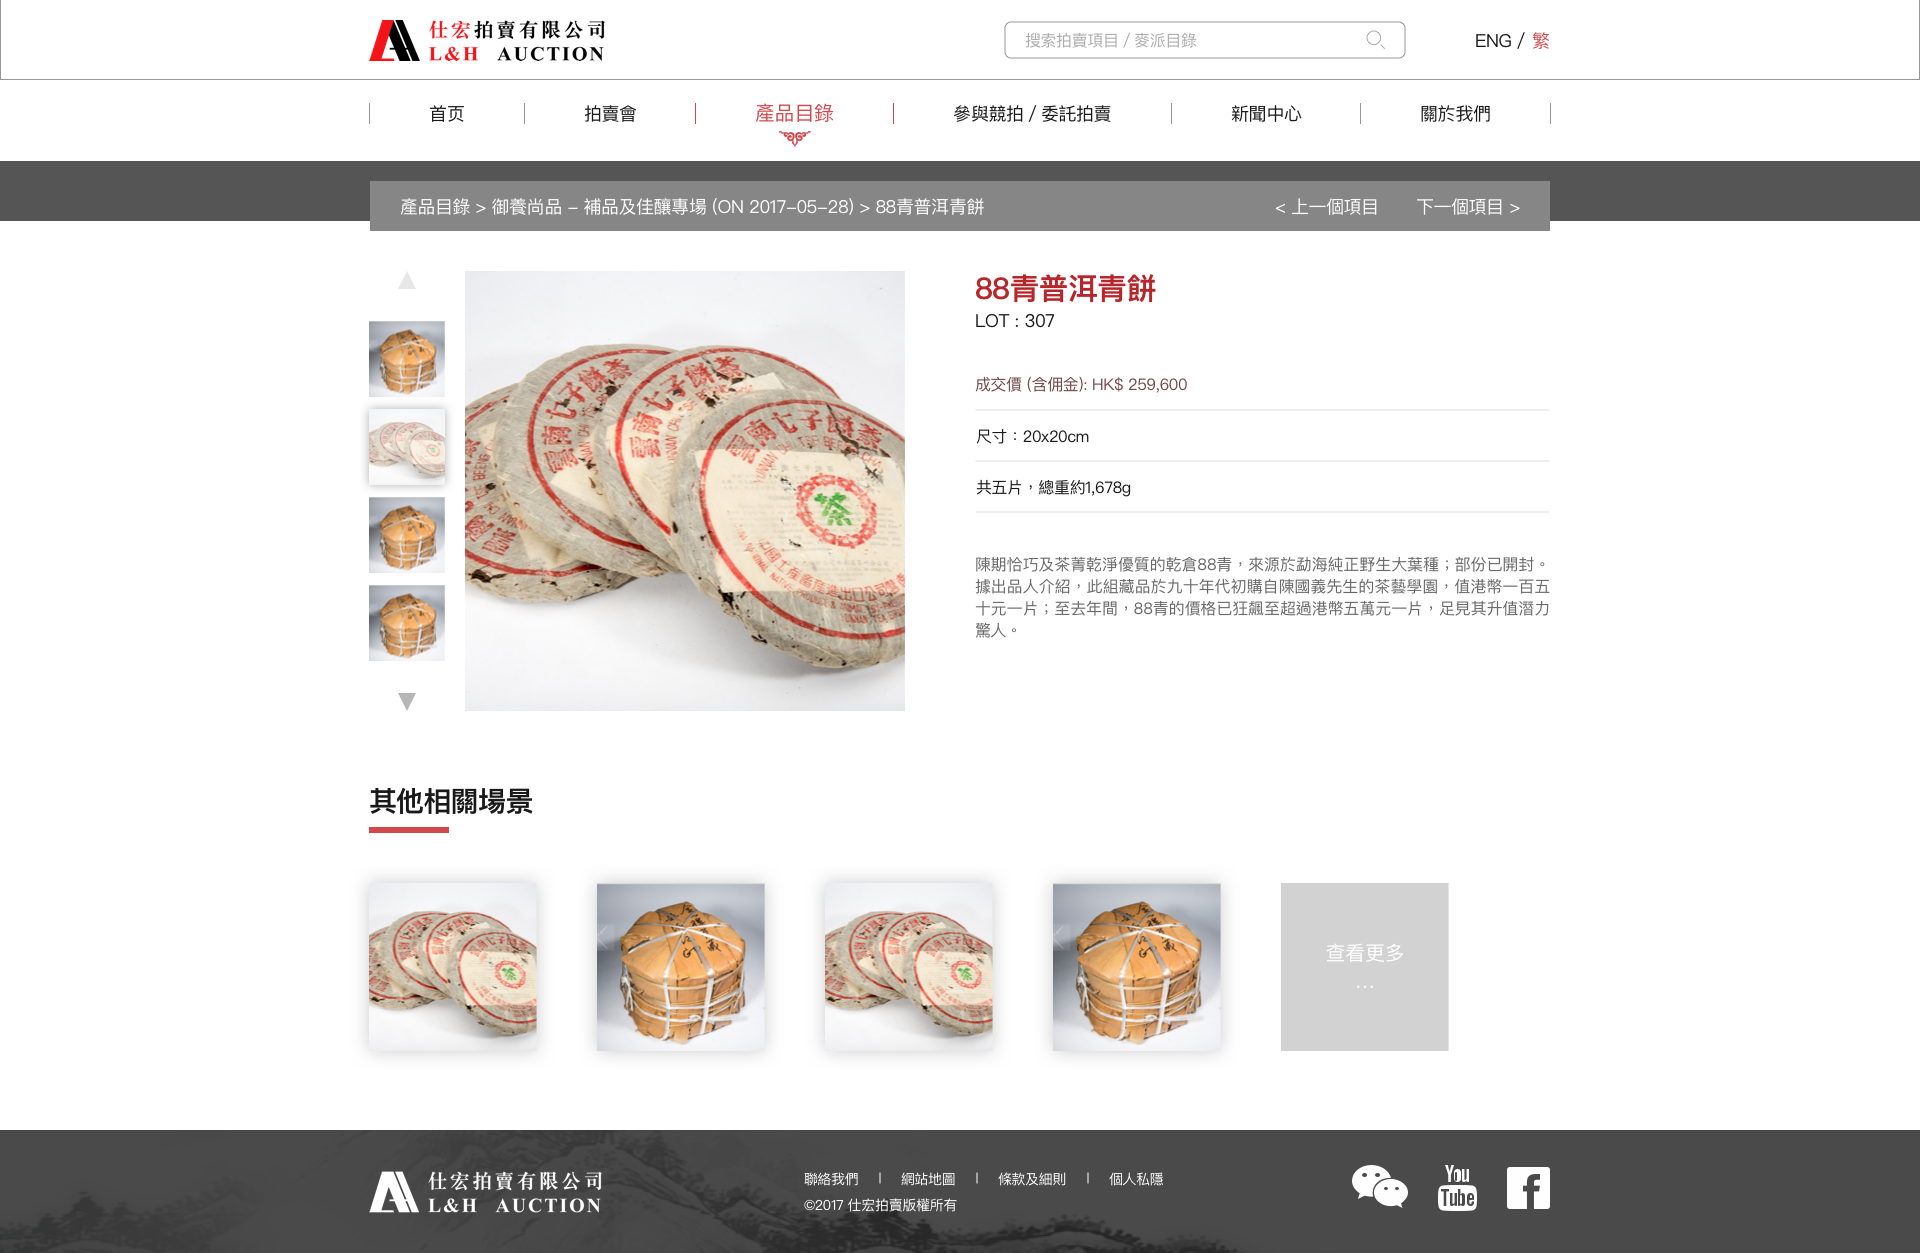 仕宏拍賣有限公司
L&H AUCTION
搜索拍賣項目 / 麥派目錄
ENG / 繁
首页
拍賣會
產品目錄
參與競拍 / 委託拍賣
新聞中心
關於我們
產品目錄 > 御養尚品 - 補品及佳釀專場 (ON 2017-05-28) > 88青普洱青餅
< 上一個項目
下一個項目 >
88青普洱青餅
LOT : 307
成交價 (含佣金): HK$ 259,600
尺寸：20x20cm
共五片，總重約1,678g
陳期恰巧及茶菁乾淨優質的乾倉88青，來源於勐海純正野生大葉種；部份已開封。
據出品人介紹，此組藏品於九十年代初購自陳國義先生的茶藝學園，值港幣一百五
十元一片；至去年間，88青的價格已狂飆至超過港幣五萬元一片，足見其升值潛力
驚人。
雲南七子餅茶
雲南七子餅茶
茶
其他相關場景
查看更多
...
仕宏拍賣有限公司
L&H AUCTION
聯絡我們 | 網站地圖 | 條款及細則 | 個人私隱
©2017 仕宏拍賣版權所有
You
Tube